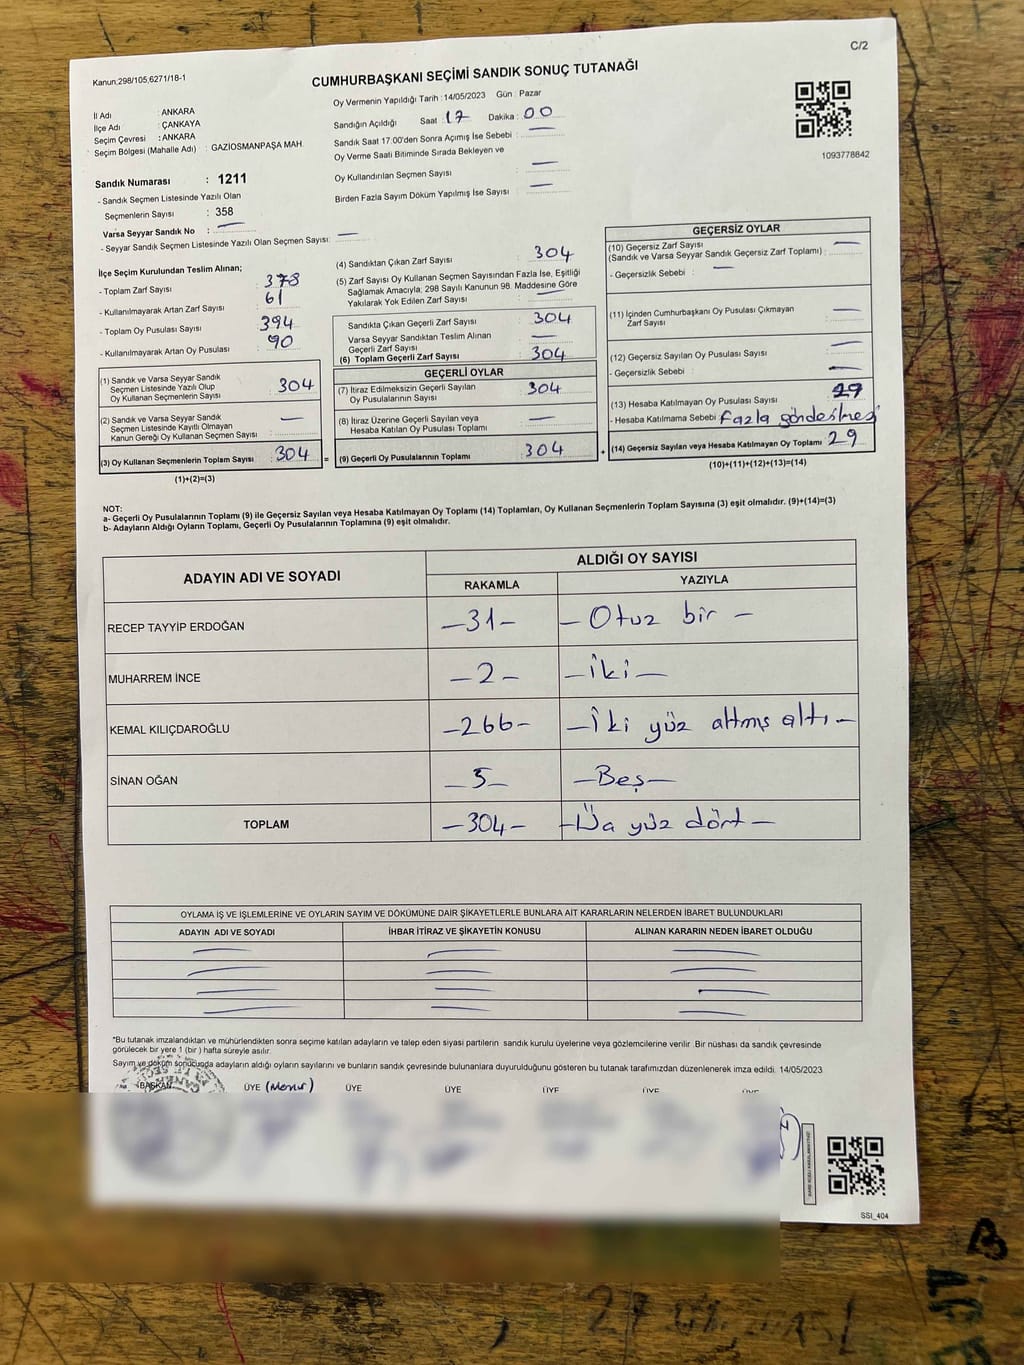 C/2
Kanun:298/105,6271/18-1
CUMHURBAŞKANI SEÇİMİ SANDIK SONUÇ TUTANAĞI
İl Adı : ANKARA
İlçe Adı : ÇANKAYA
Seçim Çevresi : ANKARA
Seçim Bölgesi (Mahalle Adı) : GAZİOSMANPAŞA MAH.
Oy Vermenin Yapıldığı Tarih :14/05/2023 Gün : Pazar
Sandığın Açıldığı Saat 17 Dakika : 00
Sandık Saat 17:00'den Sonra Açımış İse Sebebi : —
Oy Verme Saati Bitiminde Sırada Bekleyen ve
Oy Kullandırılan Seçmen Sayısı : —
Birden Fazla Sayım Döküm Yapılmış İse Sayısı : —
1093778842
Sandık Numarası : 1211
- Sandık Seçmen Listesinde Yazılı Olan
Seçmenlerin Sayısı : 358
Varsa Seyyar Sandık No : —
- Seyyar Sandık Seçmen Listesinde Yazılı Olan Seçmen Sayısı: —
İlçe Seçim Kurulundan Teslim Alınan;
- Toplam Zarf Sayısı : 378
- Kullanılmayarak Artan Zarf Sayısı : 61
- Toplam Oy Pusulası Sayısı : 394
- Kullanılmayarak Artan Oy Pusulası : 90
(1) Sandık ve Varsa Seyyar Sandık
Seçmen Listesinde Yazılı Olup
Oy Kullanan Seçmenlerin Sayısı : 304
(2) Sandık ve Varsa Seyyar Sandık
Seçmen Listesinde Kayıtlı Olmayan
Kanun Gereği Oy Kullanan Seçmen Sayısı : —
(3) Oy Kullanan Seçmenlerin Toplam Sayısı : 304 =
(1)+(2)=(3)
(4) Sandıktan Çıkan Zarf Sayısı : 304
(5) Zarf Sayısı Oy Kullanan Seçmen Sayısından Fazla İse, Eşitliği
Sağlamak Amacıyla; 298 Sayılı Kanunun 98. Maddesine Göre
Yakılarak Yok Edilen Zarf Sayısı : —
Sandıkta Çıkan Geçerli Zarf Sayısı : 304
Varsa Seyyar Sandıktan Teslim Alınan
Geçerli Zarf Sayısı : —
(6) Toplam Geçerli Zarf Sayısı : 304
GEÇERLİ OYLAR
(7) İtiraz Edilmeksizin Geçerli Sayılan
Oy Pusulalarının Sayısı : 304
(8) İtiraz Üzerine Geçerli Sayılan veya
Hesaba Katılan Oy Pusulası Toplamı : —
(9) Geçerli Oy Pusulalarının Toplamı : 304 +
GEÇERSİZ OYLAR
(10) Geçersiz Zarf Sayısı : —
(Sandık ve Varsa Seyyar Sandık Geçersiz Zarf Toplamı)
- Geçersizlik Sebebi : —
(11) İçinden Cumhurbaşkanı Oy Pusulası Çıkmayan
Zarf Sayısı : —
(12) Geçersiz Sayılan Oy Pusulası Sayısı : —
- Geçersizlik Sebebi : —
(13) Hesaba Katılmayan Oy Pusulası Sayısı : 29
- Hesaba Katılmama Sebebi : Fazla gönderilmesi
(14) Geçersiz Sayılan veya Hesaba Katılmayan Oy Toplamı : 29
(10)+(11)+(12)+(13)=(14)
NOT:
a- Geçerli Oy Pusulalarının Toplamı (9) ile Geçersiz Sayılan veya Hesaba Katılmayan Oy Toplamı (14) Toplamları, Oy Kullanan Seçmenlerin Toplam Sayısına (3) eşit olmalıdır. (9)+(14)=(3)
b- Adayların Aldığı Oyların Toplamı, Geçerli Oy Pusulalarının Toplamına (9) eşit olmalıdır.
ADAYIN ADI VE SOYADI ALDIĞI OY SAYISI
RAKAMLA YAZIYLA
RECEP TAYYİP ERDOĞAN —31— — Otuz bir —
MUHARREM İNCE —2— —iki—
KEMAL KILIÇDAROĞLU —266— —İki yüz altmış altı—
SİNAN OĞAN —5— —Beş—
TOPLAM —304— yüz dört —
OYLAMA İŞ VE İŞLEMLERİNE VE OYLARIN SAYIM VE DÖKÜMÜNE DAİR ŞİKAYETLERLE BUNLARA AİT KARARLARIN NELERDEN İBARET BULUNDUKLARI
ADAYIN ADI VE SOYADI İHBAR İTİRAZ VE ŞİKAYETİN KONUSU ALINAN KARARIN NEDEN İBARET OLDUĞU
*Bu tutanak imzalandıktan ve mühürlendikten sonra seçime katılan adayların ve talep eden siyasi partilerin sandık kurulu üyelerine veya gözlemcilerine verilir. Bir nüshası da sandık çevresinde
görülecek bir yere 1 (bir) hafta süreyle asılır.
Sayım ve döküm sonucunda adayların aldığı oyların sayılarını ve bunların sandık çevresinde bulunanlara duyurulduğunu gösteren bu tutanak tarafımızdan düzenlenerek imza edildi. 14/05/2023
BAŞKAN ÜYE (Memur) ÜYE ÜYE ÜYE ÜYE ÜYE
SSI_404